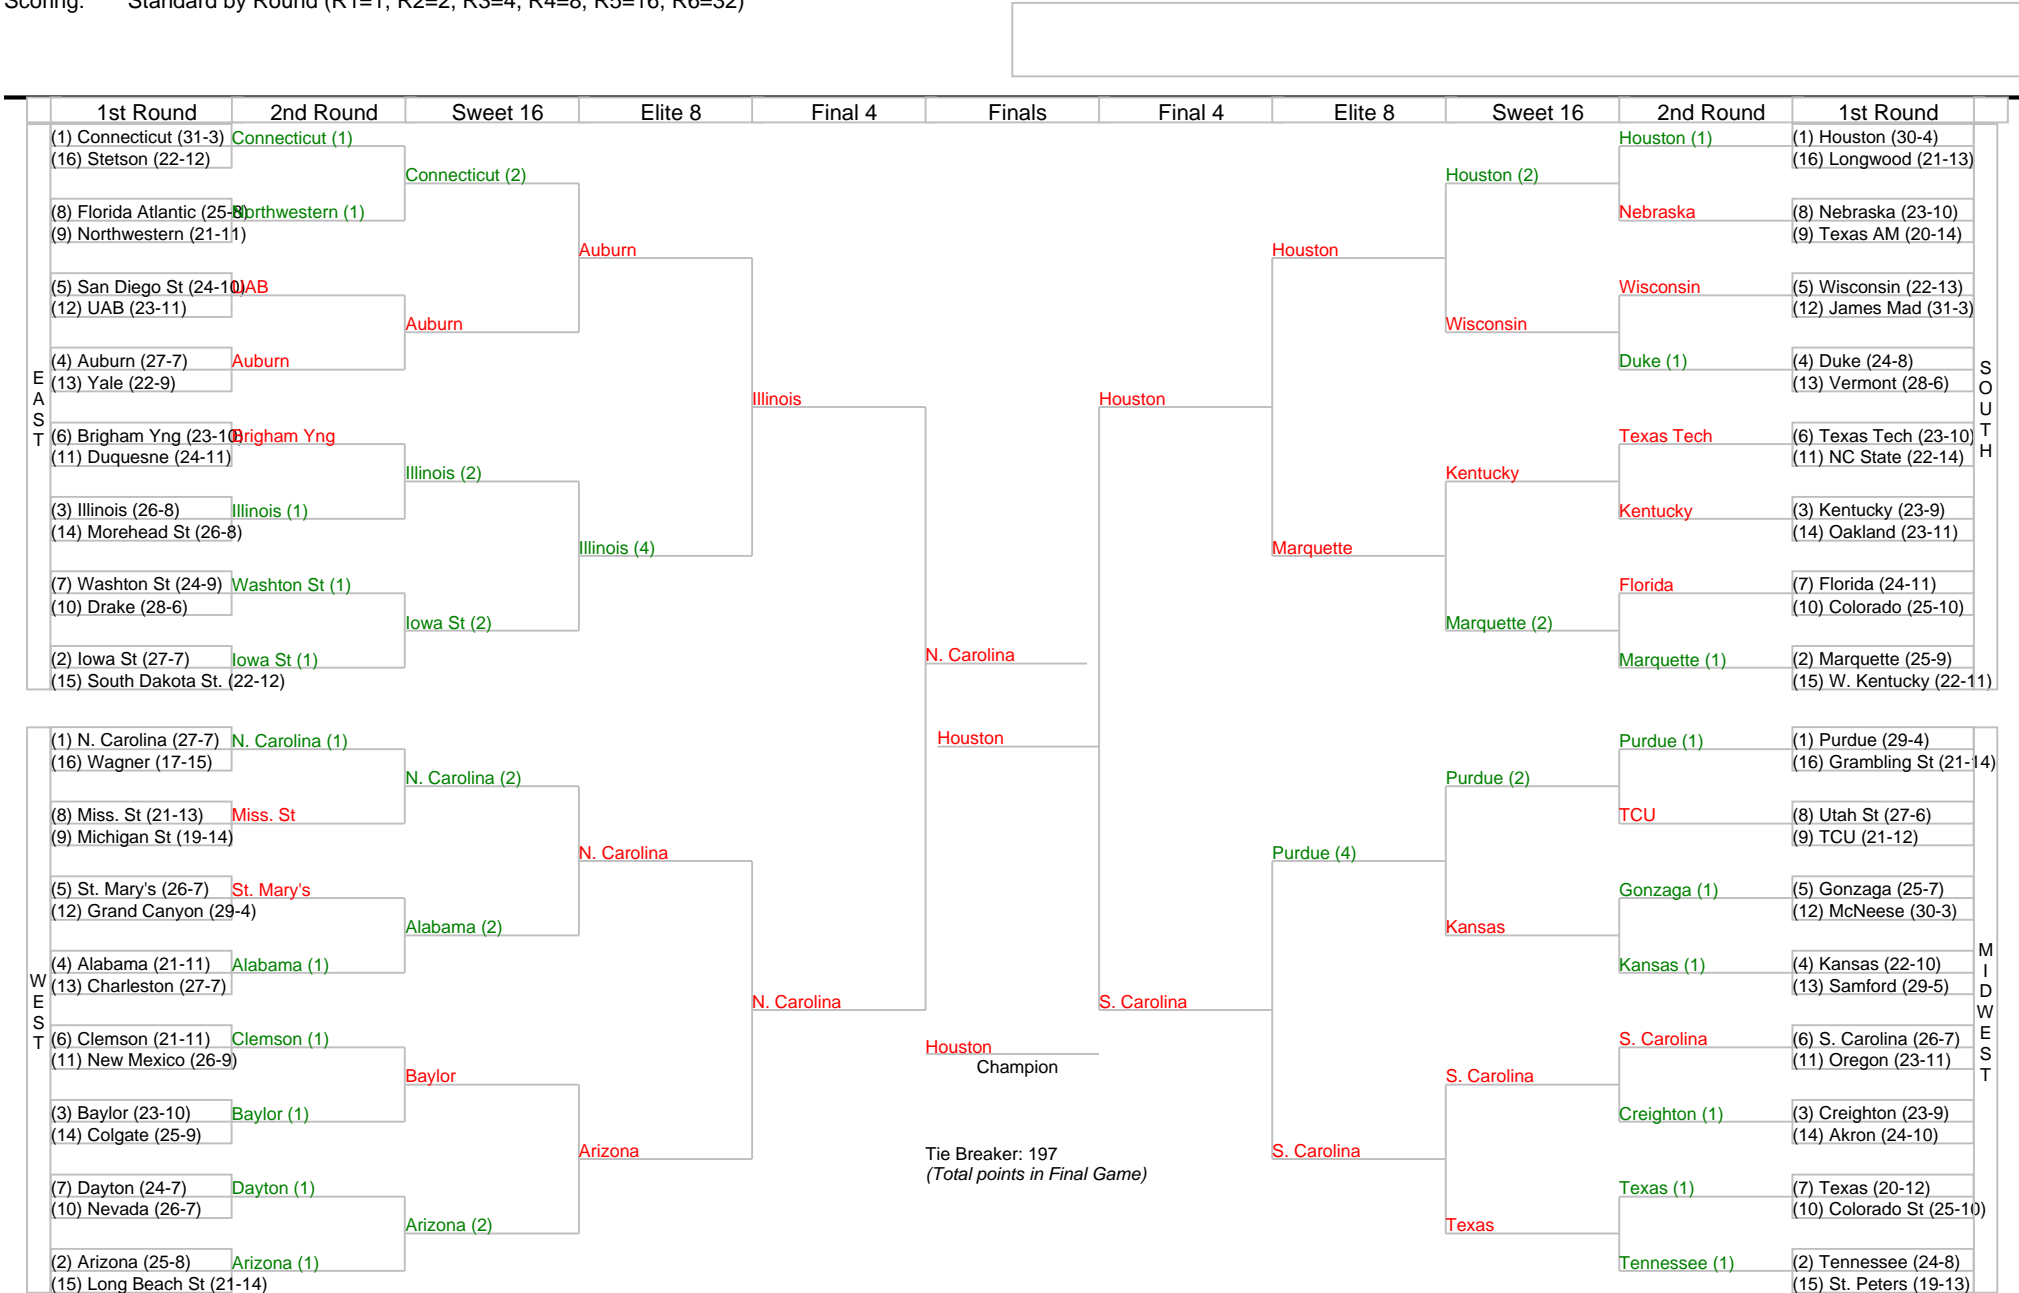 Scoring: Standard by Round (R1=1, R2=2, R3=4, R4=8, R5=16, R6=32)
1st Round 2nd Round Sweet 16 Elite 8 Final 4 Finals Final 4 Elite 8 Sweet 16 2nd Round 1st Round
(1) Connecticut (31-3) Connecticut (1) Houston (1) (1) Houston (30-4)
(16) Stetson (22-12) (16) Longwood (21-13)
Connecticut (2) Houston (2)
(8) Florida Atlantic (25-8) Northwestern (1) Nebraska (8) Nebraska (23-10)
(9) Northwestern (21-11) (9) Texas AM (20-14)
Auburn Houston
(5) San Diego St (24-10) UAB Wisconsin (5) Wisconsin (22-13)
(12) UAB (23-11) (12) James Mad (31-3)
Auburn Wisconsin
(4) Auburn (27-7) Auburn Duke (1) (4) Duke (24-8)
(13) Yale (22-9) (13) Vermont (28-6)
EAST SOUTH
Illinois Houston
(6) Brigham Yng (23-10) Brigham Yng Texas Tech (6) Texas Tech (23-10)
(11) Duquesne (24-11) (11) NC State (22-14)
Illinois (2) Kentucky
(3) Illinois (26-8) Illinois (1) Kentucky (3) Kentucky (23-9)
(14) Morehead St (26-8) (14) Oakland (23-11)
Illinois (4) Marquette
(7) Washton St (24-9) Washton St (1) Florida (7) Florida (24-11)
(10) Drake (28-6) (10) Colorado (25-10)
Iowa St (2) Marquette (2)
(2) Iowa St (27-7) Iowa St (1) N. Carolina Marquette (1) (2) Marquette (25-9)
(15) South Dakota St. (22-12) (15) W. Kentucky (22-11)
(1) N. Carolina (27-7) N. Carolina (1) Houston Purdue (1) (1) Purdue (29-4)
(16) Wagner (17-15) (16) Grambling St (21-14)
N. Carolina (2) Purdue (2)
(8) Miss. St (21-13) Miss. St TCU (8) Utah St (27-6)
(9) Michigan St (19-14) (9) TCU (21-12)
N. Carolina Purdue (4)
(5) St. Mary's (26-7) St. Mary's Gonzaga (1) (5) Gonzaga (25-7)
(12) Grand Canyon (29-4) (12) McNeese (30-3)
Alabama (2) Kansas
(4) Alabama (21-11) Alabama (1) Kansas (1) (4) Kansas (22-10)
(13) Charleston (27-7) (13) Samford (29-5)
WEST MIDWEST
N. Carolina S. Carolina
(6) Clemson (21-11) Clemson (1) Houston S. Carolina (6) S. Carolina (26-7)
(11) New Mexico (26-9) Champion (11) Oregon (23-11)
Baylor S. Carolina
(3) Baylor (23-10) Baylor (1) Creighton (1) (3) Creighton (23-9)
(14) Colgate (25-9) (14) Akron (24-10)
Arizona Tie Breaker: 197 S. Carolina
(Total points in Final Game)
(7) Dayton (24-7) Dayton (1) Texas (1) (7) Texas (20-12)
(10) Nevada (26-7) (10) Colorado St (25-10)
Arizona (2) Texas
(2) Arizona (25-8) Arizona (1) Tennessee (1) (2) Tennessee (24-8)
(15) Long Beach St (21-14) (15) St. Peters (19-13)